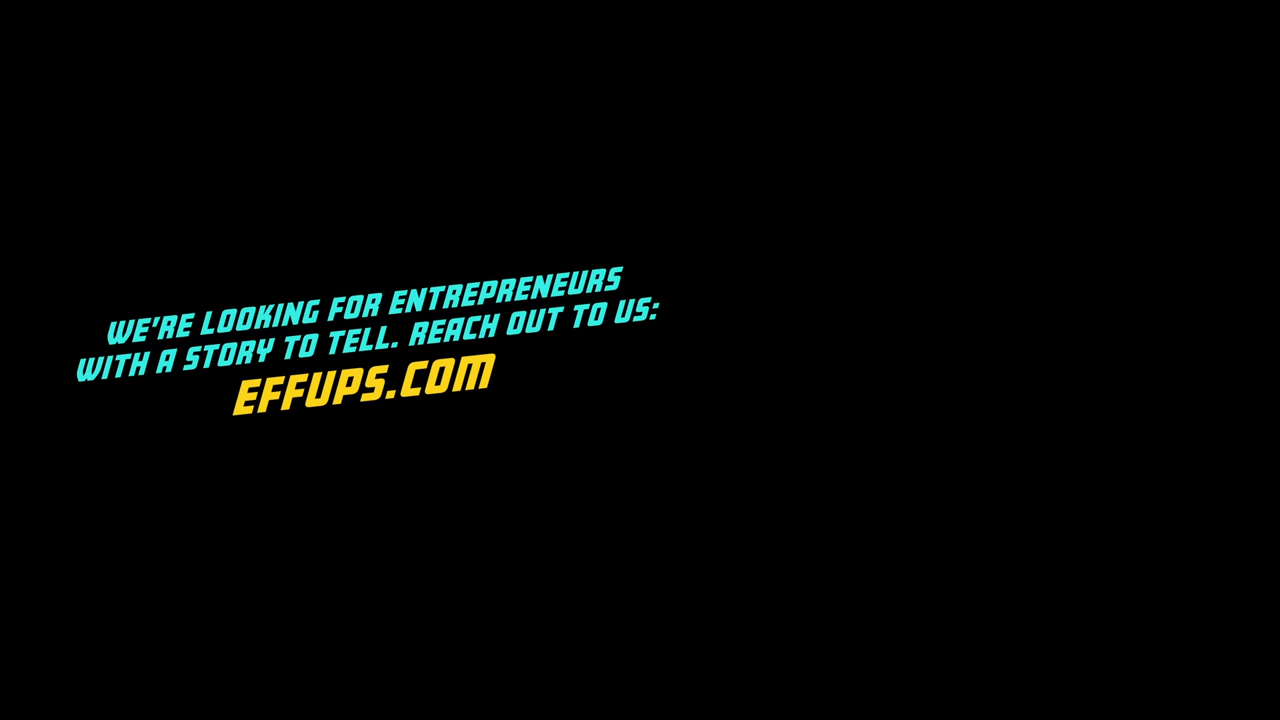 WE'RE LOOKING FOR ENTREPRENEURS
WITH A STORY TO TELL. REACH OUT TO US:
EFFUPS.COM